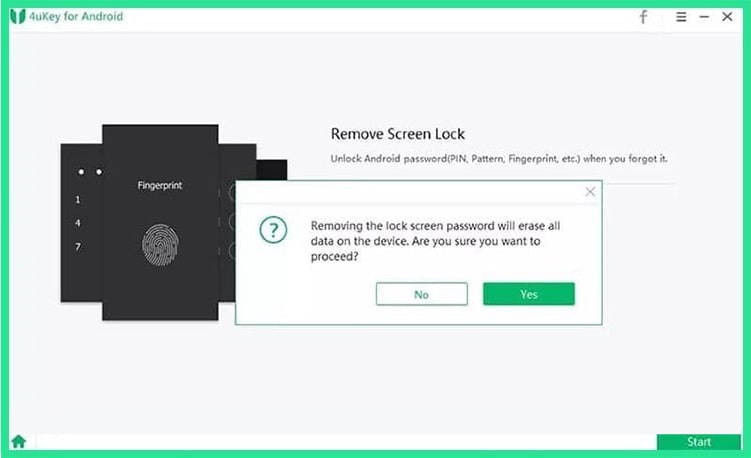 4uKey for Android
Remove Screen Lock
Unlock Android password(PIN, Pattern, Fingerprint, etc.) when you forgot it.
Fingerprint
1
4
7
Removing the lock screen password will erase all
data on the device. Are you sure you want to
proceed?
No
Yes
Start